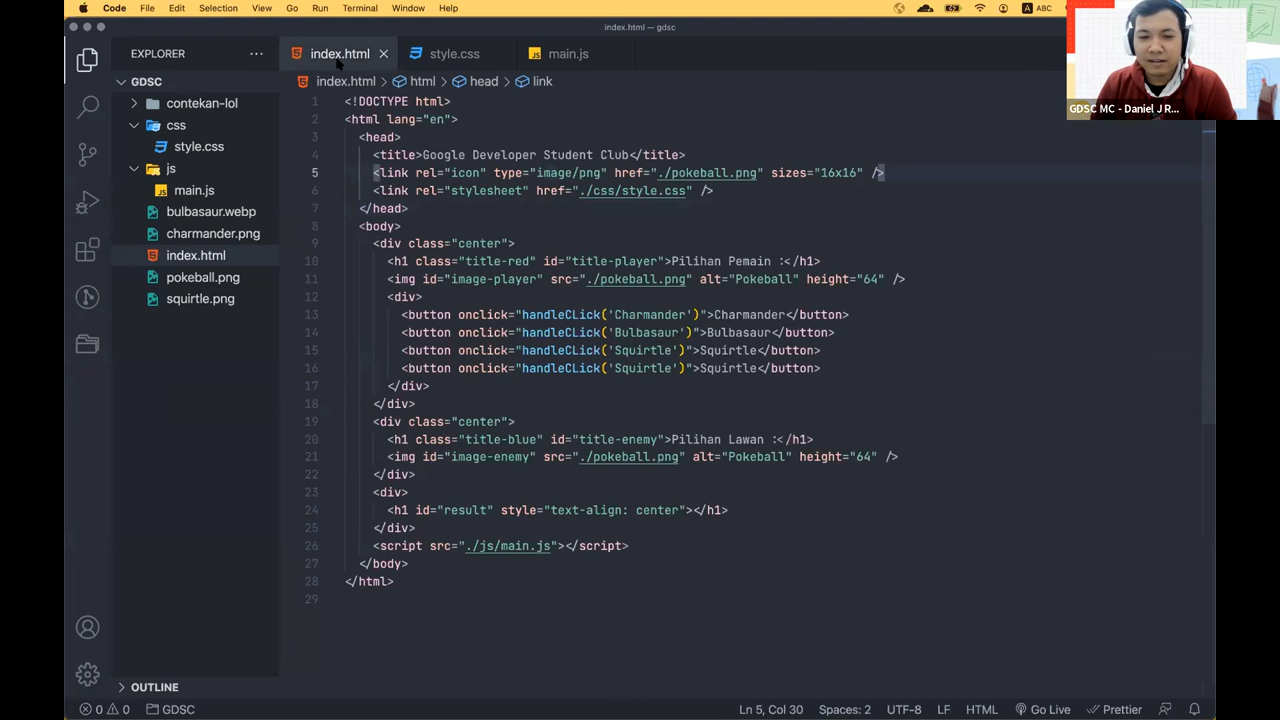 Code File Edit Selection View Go Run Terminal Window Help
A ABC
index.html — gdsc
EXPLORER ···
index.html
style.css
main.js
index.html > html > head > link
GDSC
contekan-lol
css
style.css
js
main.js
bulbasaur.webp
charmander.png
index.html
pokeball.png
squirtle.png
1 <!DOCTYPE html>
2 <html lang="en">
3 <head>
4 <title>Google Developer Student Club</title>
5 <link rel="icon" type="image/png" href="./pokeball.png" sizes="16x16" />
6 <link rel="stylesheet" href="./css/style.css" />
7 </head>
8 <body>
9 <div class="center">
10 <h1 class="title-red" id="title-player">Pilihan Pemain :</h1>
11 <img id="image-player" src="./pokeball.png" alt="Pokeball" height="64" />
12 <div>
13 <button onclick="handleCLick('Charmander')">Charmander</button>
14 <button onclick="handleCLick('Bulbasaur')">Bulbasaur</button>
15 <button onclick="handleCLick('Squirtle')">Squirtle</button>
16 <button onclick="handleCLick('Squirtle')">Squirtle</button>
17 </div>
18 </div>
19 <div class="center">
20 <h1 class="title-blue" id="title-enemy">Pilihan Lawan :</h1>
21 <img id="image-enemy" src="./pokeball.png" alt="Pokeball" height="64" />
22 </div>
23 <div>
24 <h1 id="result" style="text-align: center"></h1>
25 </div>
26 <script src="./js/main.js"></script>
27 </body>
28 </html>
29
OUTLINE
0 0 GDSC
Ln 5, Col 30 Spaces: 2 UTF-8 LF HTML Go Live Prettier
GDSC MC - Daniel J R...